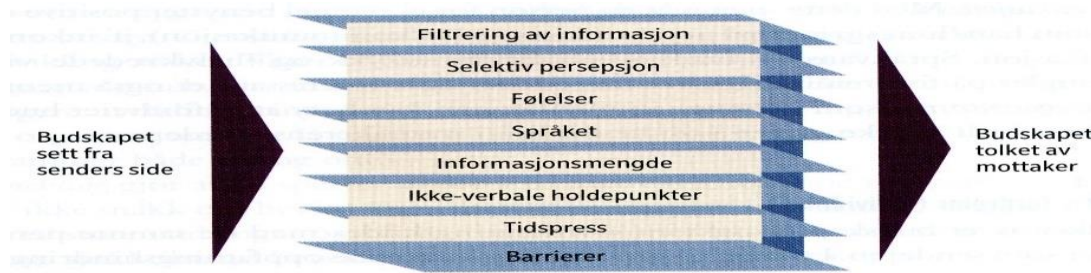 Filtrering av informasjon
Selektiv persepsjon
Følelser
Språket
Informasjonsmengde
Ikke-verbale holdepunkter
Tidspress
Barrierer
Budskapet
sett fra
senders side
Budskapet
tolket av
mottaker